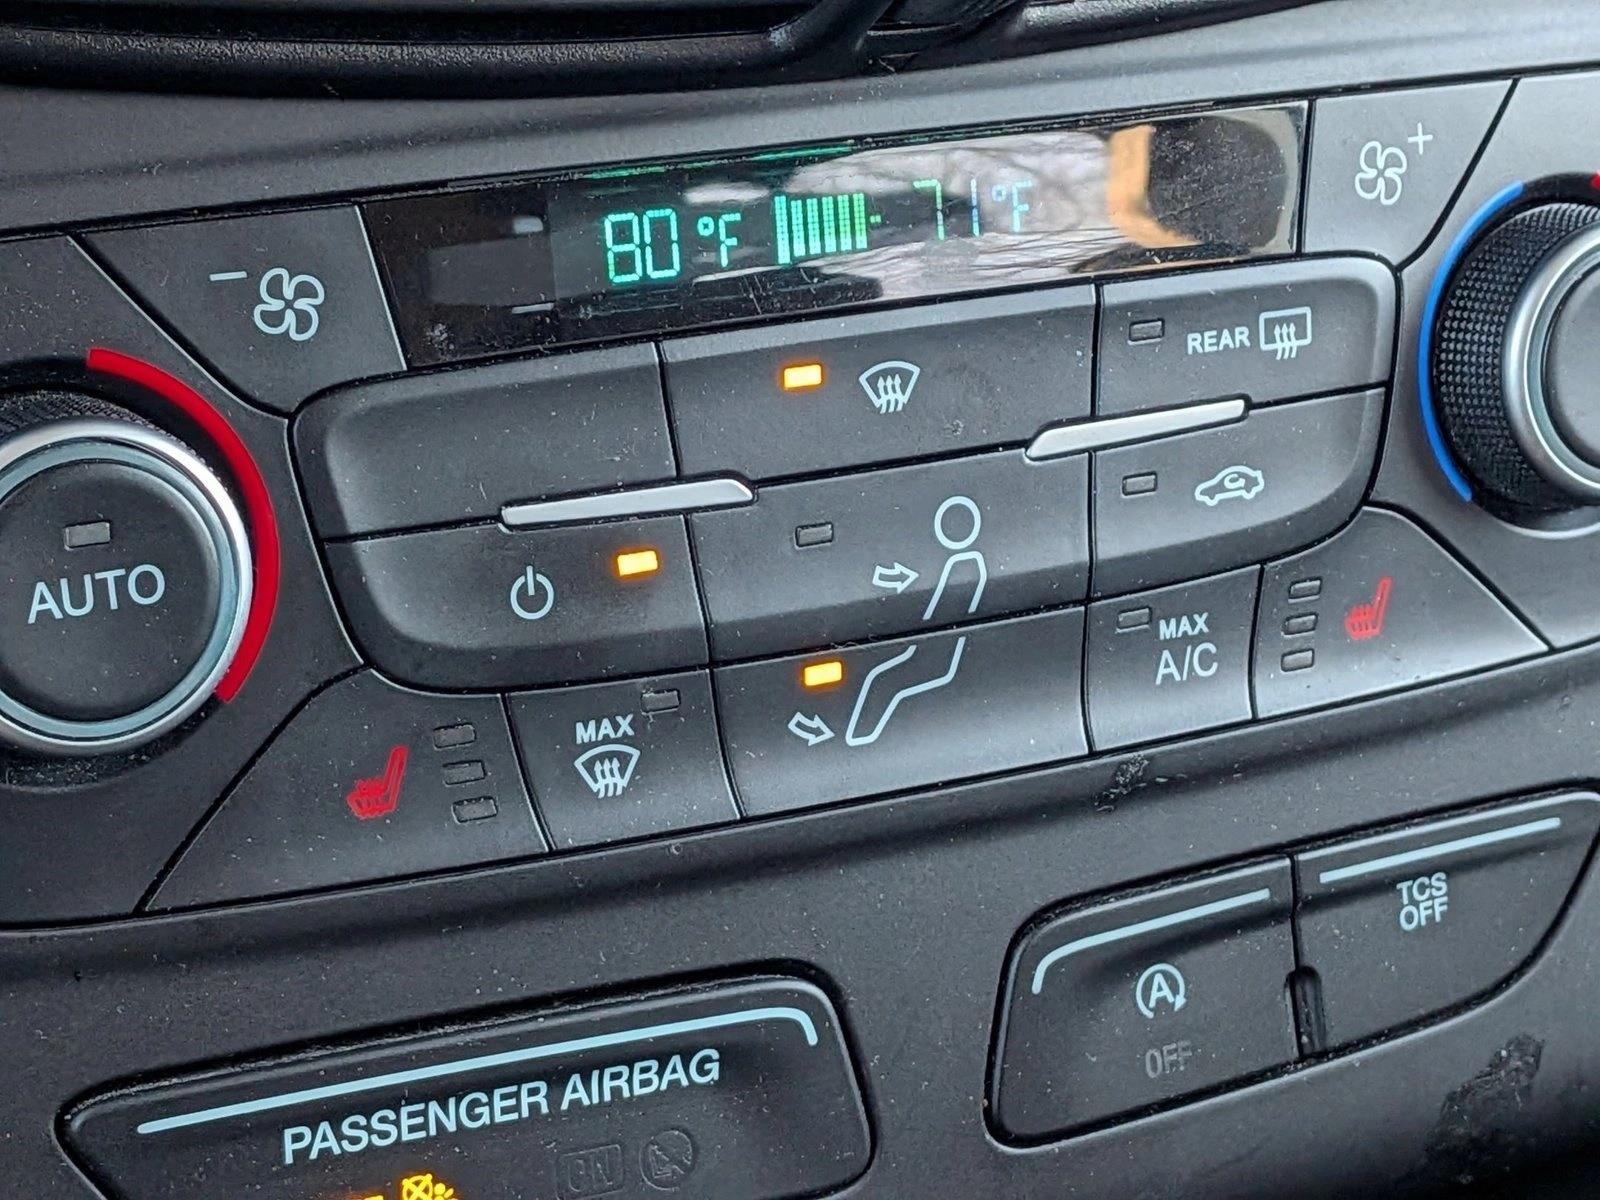 80 °F 71 °F
REAR
AUTO
MAX
A/C
MAX
TCS
OFF
A
OFF
PASSENGER AIRBAG